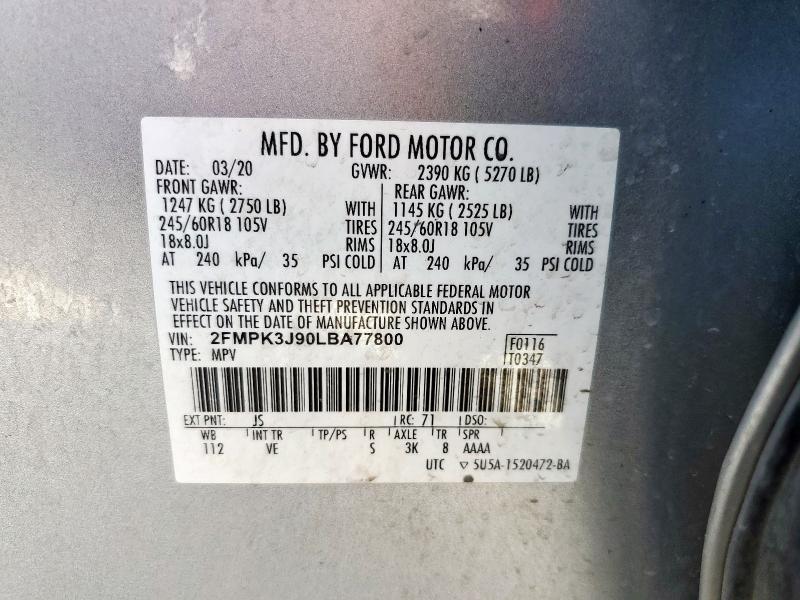 MFD. BY FORD MOTOR CO.
DATE: 03/20 GVWR: 2390 KG ( 5270 LB)
FRONT GAWR: REAR GAWR:
1247 KG ( 2750 LB) WITH 1145 KG ( 2525 LB) WITH
245/60R18 105V TIRES 245/60R18 105V TIRES
18x8.0J RIMS 18x8.0J RIMS
AT 240 kPa/ 35 PSI COLD AT 240 kPa/ 35 PSI COLD
THIS VEHICLE CONFORMS TO ALL APPLICABLE FEDERAL MOTOR
VEHICLE SAFETY AND THEFT PREVENTION STANDARDS IN
EFFECT ON THE DATE OF MANUFACTURE SHOWN ABOVE.
VIN: 2FMPK3J90LBA77800 F0116
TYPE: MPV T0347
EXT PNT: JS RC: 71 DSO:
WB INT TR TP/PS R AXLE TR SPR
112 VE S 3K 8 AAAA
UTC ▽ 5U5A-1520472-BA